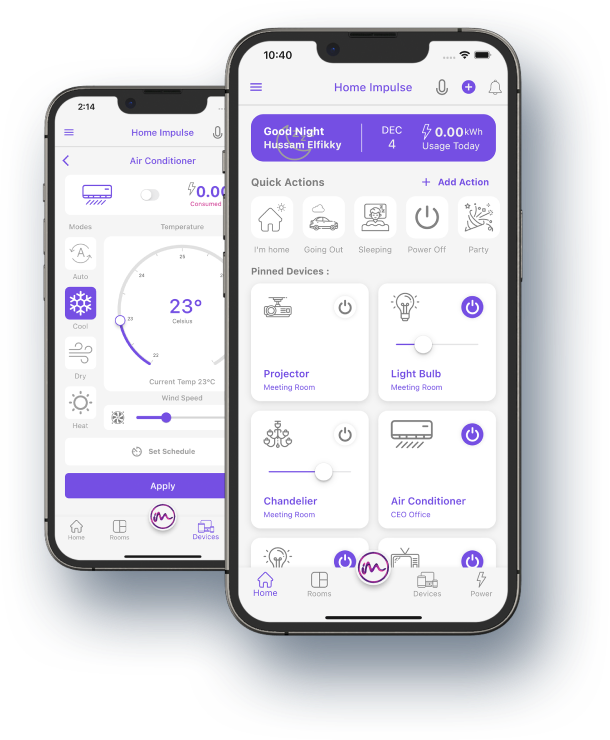 2:14
Home Impulse
Air Conditioner
0.0
Consumed
Modes
Temperature
A
Auto
Cool
Dry
Heat
25
24
23
22
23°
Celsius
Current Temp 23°C
Wind Speed
Set Schedule
Apply
Home
Rooms
Devices
10:40
Home Impulse
Good Night
Hussam Elfikky
DEC
4
0.00kWh
Usage Today
Quick Actions
+ Add Action
I'm home
Going Out
Sleeping
Power Off
Party
Pinned Devices :
Projector
Meeting Room
Light Bulb
Meeting Room
Chandelier
Meeting Room
Air Conditioner
CEO Office
Home
Rooms
Devices
Power